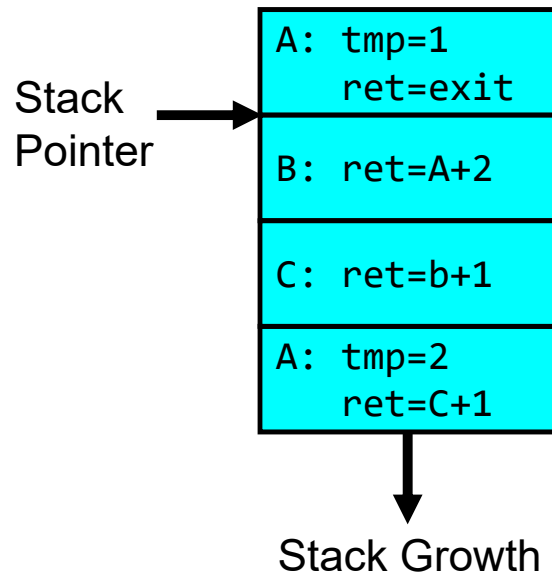 A: tmp=1
ret=exit
Stack
Pointer
B: ret=A+2
C: ret=b+1
A: tmp=2
ret=C+1
Stack Growth